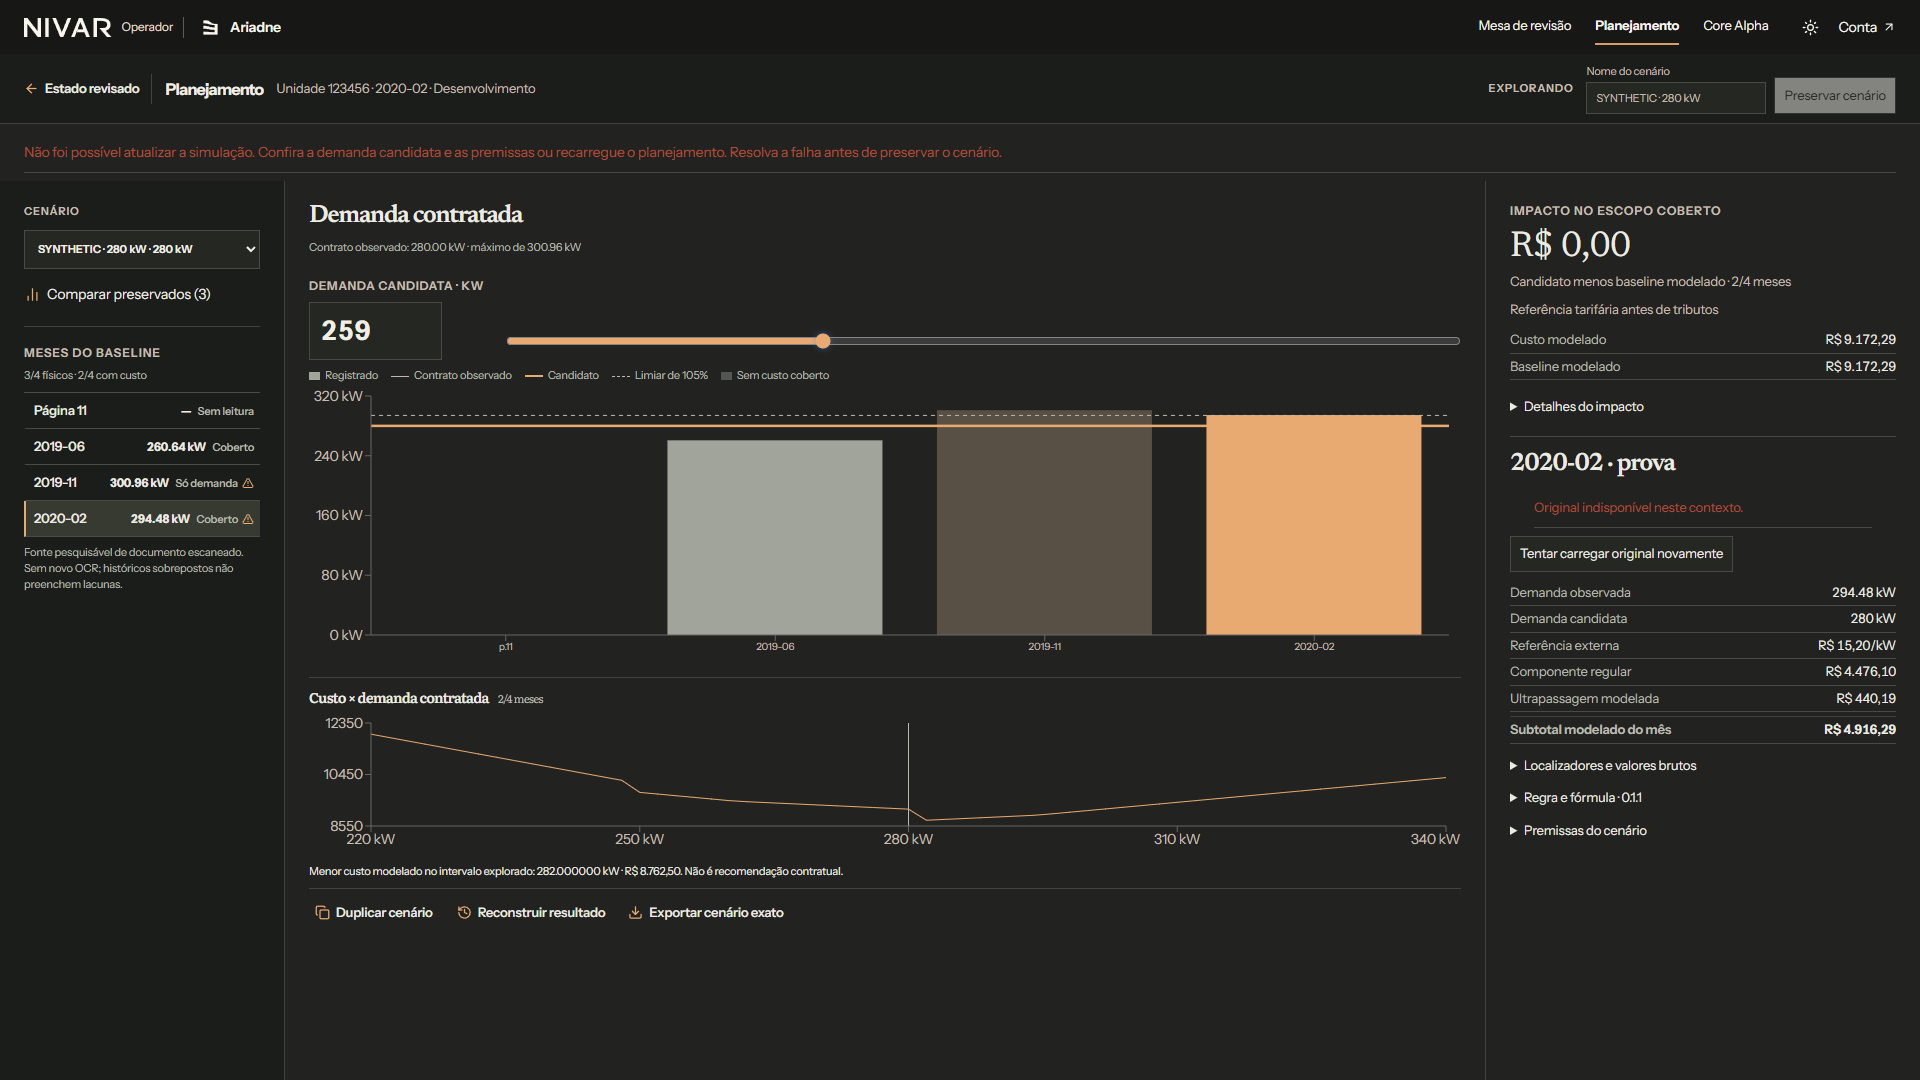 NIVAR Operador Ariadne
Mesa de revisão Planejamento Core Alpha Conta
Estado revisado Planejamento Unidade 123456 · 2020-02 · Desenvolvimento
EXPLORANDO
Nome do cenário
SYNTHETIC · 280 kW
Preservar cenário
Não foi possível atualizar a simulação. Confira a demanda candidata e as premissas ou recarregue o planejamento. Resolva a falha antes de preservar o cenário.
CENÁRIO
SYNTHETIC · 280 kW · 280 kW
Comparar preservados (3)
MESES DO BASELINE
3/4 físicos · 2/4 com custo
Página 11 — Sem leitura
2019-06 260.64 kW Coberto
2019-11 300.96 kW Só demanda
2020-02 294.48 kW Coberto
Fonte pesquisável de documento escaneado.
Sem novo OCR; históricos sobrepostos não
preenchem lacunas.
Demanda contratada
Contrato observado: 280.00 kW · máximo de 300.96 kW
DEMANDA CANDIDATA · KW
259
Registrado Contrato observado Candidato Limiar de 105% Sem custo coberto
320 kW
240 kW
160 kW
80 kW
0 kW
p.11 2019-06 2019-11 2020-02
Custo × demanda contratada 2/4 meses
12350
10450
8550
220 kW 250 kW 280 kW 310 kW 340 kW
Menor custo modelado no intervalo explorado: 282.000000 kW · R$ 8.762,50. Não é recomendação contratual.
Duplicar cenário Reconstruir resultado Exportar cenário exato
IMPACTO NO ESCOPO COBERTO
R$ 0,00
Candidato menos baseline modelado · 2/4 meses
Referência tarifária antes de tributos
Custo modelado R$ 9.172,29
Baseline modelado R$ 9.172,29
Detalhes do impacto
2020-02 · prova
Original indisponível neste contexto.
Tentar carregar original novamente
Demanda observada 294.48 kW
Demanda candidata 280 kW
Referência externa R$ 15,20/kW
Componente regular R$ 4.476,10
Ultrapassagem modelada R$ 440,19
Subtotal modelado do mês R$ 4.916,29
Localizadores e valores brutos
Regra e fórmula · 0.1.1
Premissas do cenário